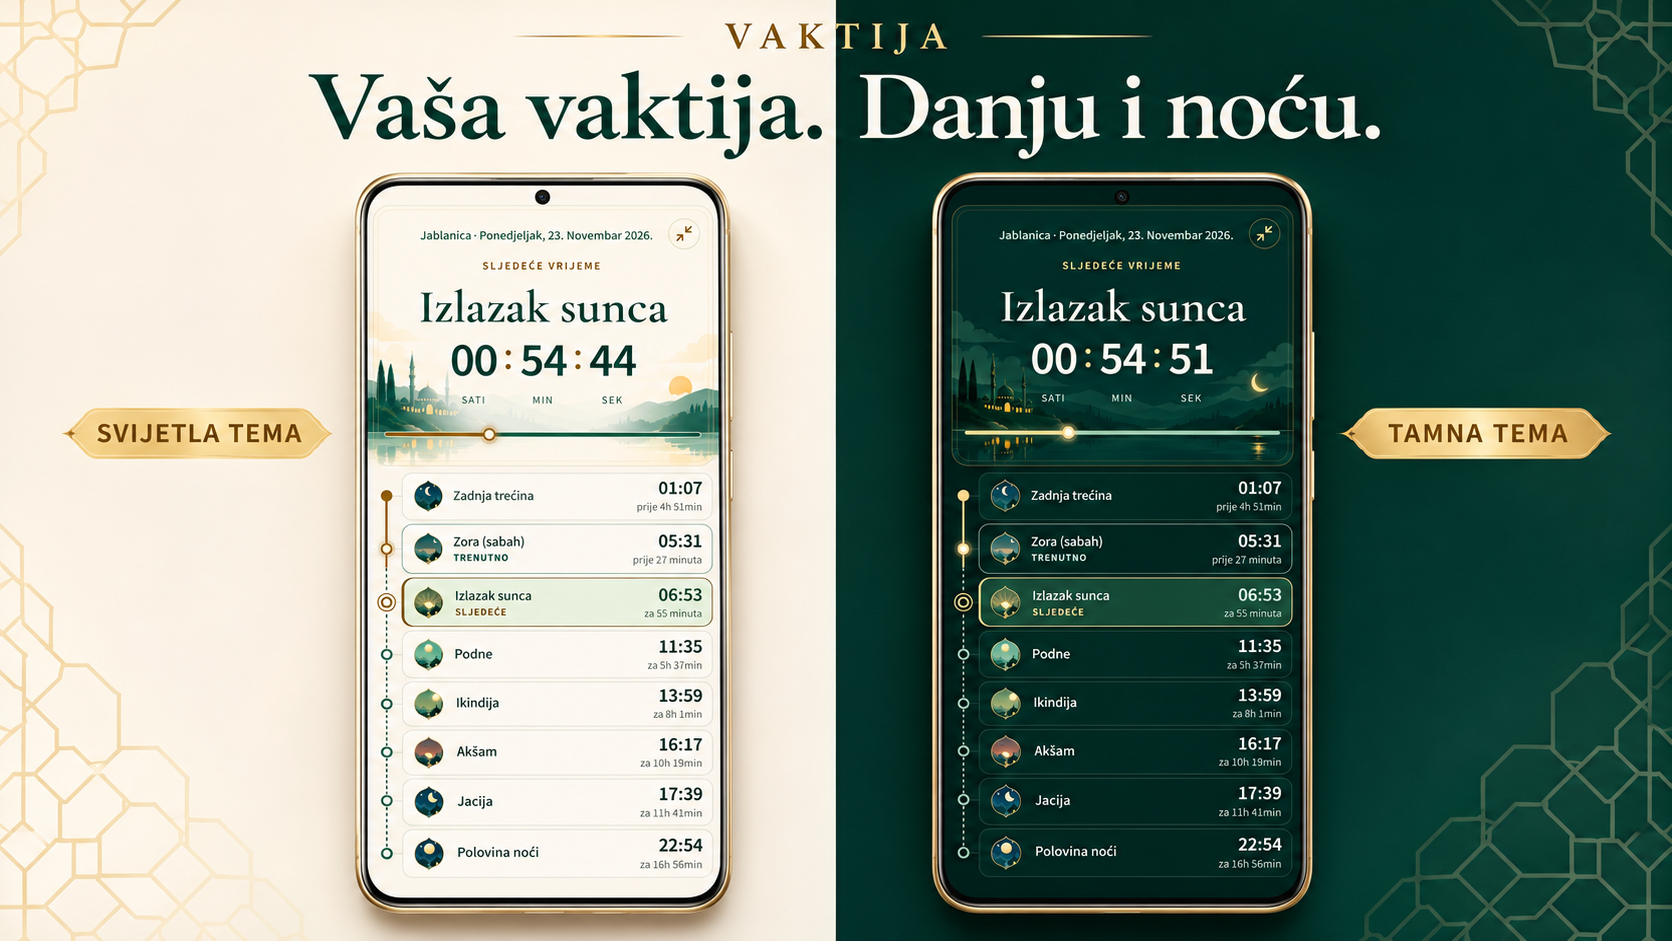 VAKTIJA
Vaša vaktija. Danju i noću.
SVIJETLA TEMA
Jablanica · Ponedjeljak, 23. Novembar 2026.
SLJEDEĆE VRIJEME
Izlazak sunca
00 : 54 : 44
SATI MIN SEK
Zadnja trećina 01:07
prije 4h 51min
Zora (sabah) 05:31
TRENUTNO prije 27 minuta
Izlazak sunca 06:53
SLJEDEĆE za 55 minuta
Podne 11:35
za 5h 37min
Ikindija 13:59
za 8h 1min
Akšam 16:17
za 10h 19min
Jacija 17:39
za 11h 41min
Polovina noći 22:54
za 16h 56min
Jablanica · Ponedjeljak, 23. Novembar 2026.
SLJEDEĆE VRIJEME
Izlazak sunca
00 : 54 : 51
SATI MIN SEK
Zadnja trećina 01:07
prije 4h 51min
Zora (sabah) 05:31
TRENUTNO prije 27 minuta
Izlazak sunca 06:53
SLJEDEĆE za 55 minuta
Podne 11:35
za 5h 37min
Ikindija 13:59
za 8h 1min
Akšam 16:17
za 10h 19min
Jacija 17:39
za 11h 41min
Polovina noći 22:54
za 16h 56min
TAMNA TEMA